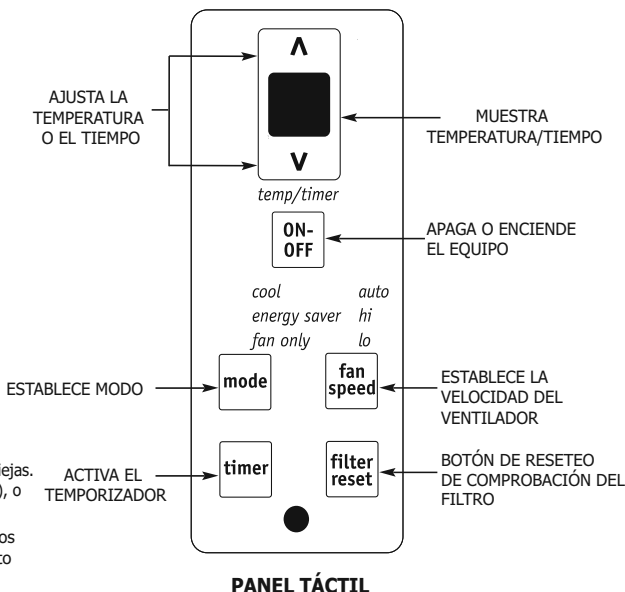 AJUSTA LA
TEMPERATURA
O EL TIEMPO
MUESTRA
TEMPERATURA/TIEMPO
temp/timer
ON-
OFF
APAGA O ENCIENDE
EL EQUIPO
cool auto
energy saver hi
fan only lo
ESTABLECE MODO
mode
fan
speed
ESTABLECE LA
VELOCIDAD DEL
VENTILADOR
ACTIVA EL
TEMPORIZADOR
timer
filter
reset
BOTÓN DE RESETEO
DE COMPROBACIÓN DEL
FILTRO
), o
PANEL TÁCTIL